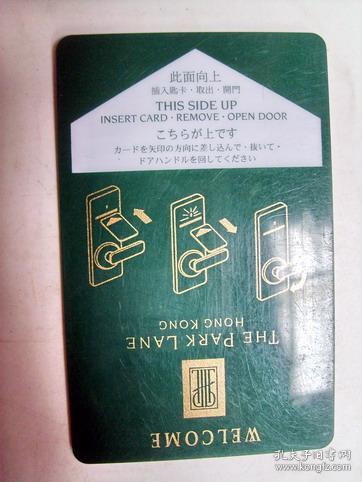 此面向上
插入匙卡·取出·開門
THIS SIDE UP
INSERT CARD · REMOVE · OPEN DOOR
こちらが上です
カードを矢印の方向に差し込んで·抜いて·
ドアハンドルを回してください
THE PARK LANE
HONG KONG
WELCOME
孔夫子旧书网
www.kongfz.com